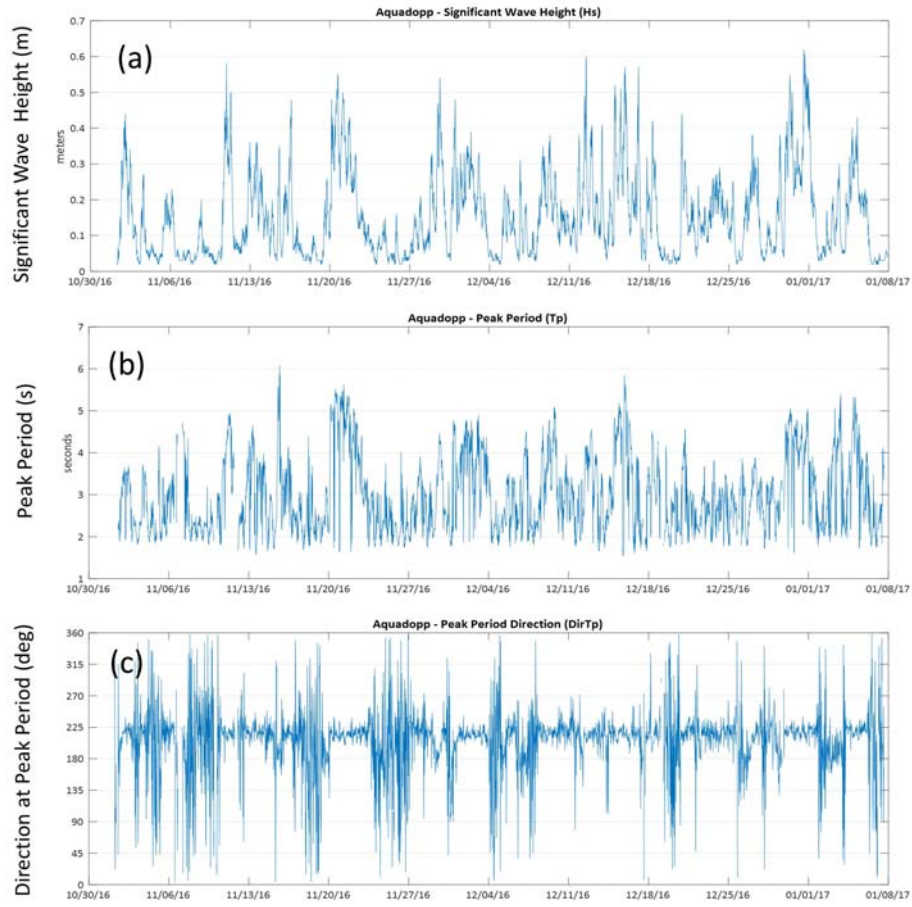 Aquadopp - Significant Wave Height (Hs)
Significant Wave Height (m)
meters
(a)
0.7
0.6
0.5
0.4
0.3
0.2
0.1
0
10/30/16 11/06/16 11/13/16 11/20/16 11/27/16 12/04/16 12/11/16 12/18/16 12/25/16 01/01/17 01/08/17
Aquadopp - Peak Period (Tp)
Peak Period (s)
seconds
(b)
7
6
5
4
3
2
1
10/30/16 11/06/16 11/13/16 11/20/16 11/27/16 12/04/16 12/11/16 12/18/16 12/25/16 01/01/17 01/08/17
Aquadopp - Peak Period Direction (DirTp)
Direction at Peak Period (deg)
(c)
360
315
270
225
180
135
90
45
0
10/30/16 11/06/16 11/13/16 11/20/16 11/27/16 12/04/16 12/11/16 12/18/16 12/25/16 01/01/17 01/08/17